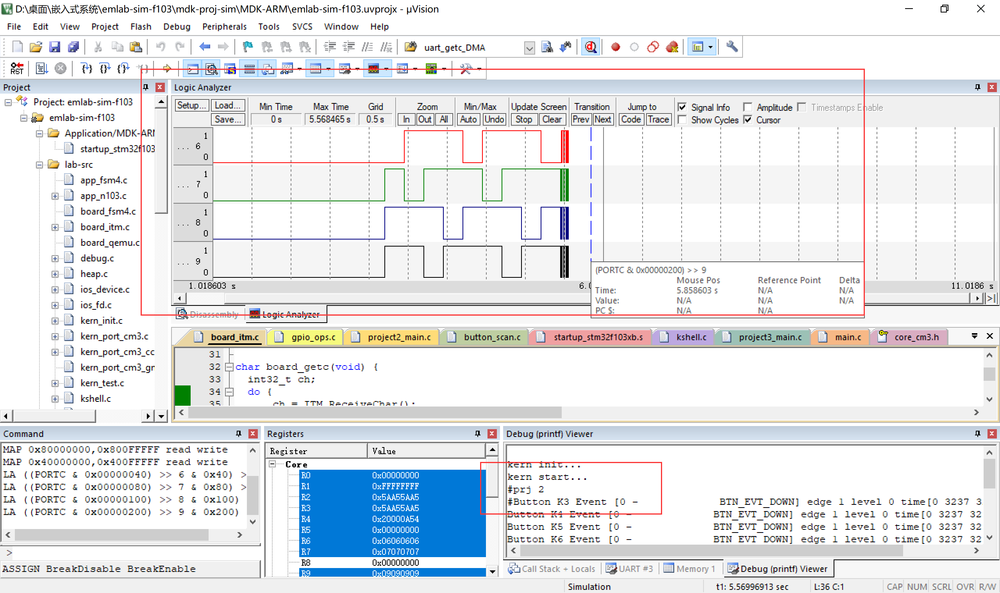 D:\桌面\嵌入式系统\emlab-sim-f103\mdk-proj-sim\MDK-ARM\emlab-sim-f103.uvprojx - µVision
File Edit View Project Flash Debug Peripherals Tools SVCS Window Help
uart_getc_DMA
RST
Project
Project: emlab-sim-f103
emlab-sim-f103
Application/MDK-AR
startup_stm32f103
lab-src
app_fsm4.c
app_n103.c
board_fsm4.c
board_itm.c
board_qemu.c
debug.c
heap.c
ios_device.c
ios_fd.c
kern_init.c
kern_port_cm3.c
kern_port_cm3_cc
kern_port_cm3_gr
kern_test.c
kshell.c
Logic Analyzer
Setup... Load... Min Time Max Time Grid Zoom Min/Max Update Screen Transition Jump to Signal Info Amplitude Timestamps Enable
Save... 0 s 5.568465 s 0.5 s In Out All Auto Undo Stop Clear Prev Next Code Trace Show Cycles Cursor
1
... 6
0
1
... 7
0
1
... 8
0
1
... 9
0
1.018603 s 6.0 11.0186 s
(PORTC & 0x00000200) >> 9
Mouse Pos Reference Point Delta
Time: 5.858603 s N/A N/A
Value: N/A N/A N/A
PC $: N/A N/A
Disassembly Logic Analyzer
board_itm.c gpio_ops.c project2_main.c button_scan.c startup_stm32f103xb.s kshell.c project3_main.c main.c core_cm3.h
31
32 char board_getc(void) {
33 int32_t ch;
34 do {
35 ch = ITM_ReceiveChar();
Command
MAP 0x80000000,0x800FFFFF read write
MAP 0x40000000,0x400FFFFF read write
LA ((PORTC & 0x00000040) >> 6 & 0x40) >
LA ((PORTC & 0x00000080) >> 7 & 0x80) >
LA ((PORTC & 0x00000100) >> 8 & 0x100)
LA ((PORTC & 0x00000200) >> 9 & 0x200)
>
ASSIGN BreakDisable BreakEnable
Registers
Register Value
Core
R0 0x00000000
R1 0xFFFFFFFF
R2 0x5AA55AA5
R3 0x5AA55AA5
R4 0x20000A54
R5 0x00000000
R6 0x06060606
R7 0x07070707
R8 0x00000000
R9 0x09090909
Debug (printf) Viewer
kern init...
kern start...
#prj 2
#Button K3 Event [0 - BTN_EVT_DOWN] edge 1 level 0 time[0 3237 3
Button K4 Event [0 - BTN_EVT_DOWN] edge 1 level 0 time[0 3237 32
Button K5 Event [0 - BTN_EVT_DOWN] edge 1 level 0 time[0 3237 32
Button K6 Event [0 - BTN_EVT_DOWN] edge 1 level 0 time[0 3237 32
Call Stack + Locals UART #3 Memory 1 Debug (printf) Viewer
Simulation t1: 5.56996913 sec L:36 C:1 CAP NUM SCRL OVR R/W